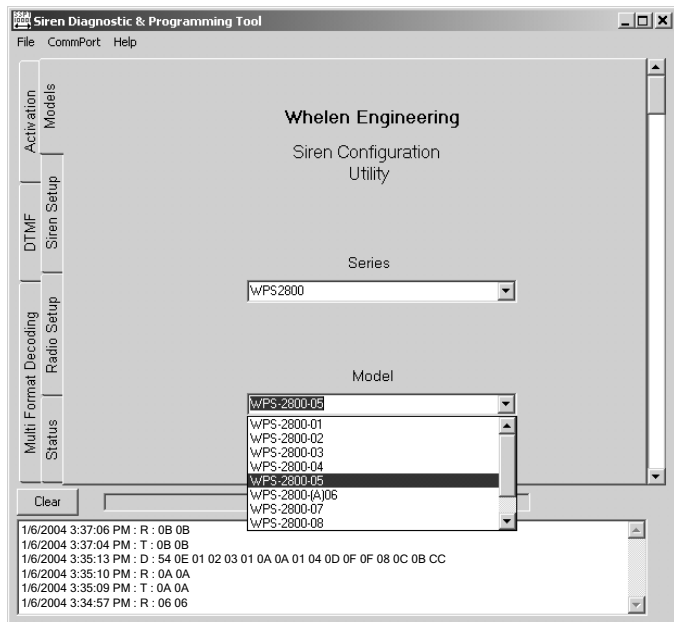 Siren Diagnostic & Programming Tool
File CommPort Help
Activation
Models
DTMF
Siren Setup
Multi Format Decoding
Radio Setup
Status
Whelen Engineering
Siren Configuration
Utility
Series
WPS2800
Model
WPS-2800-05
WPS-2800-01
WPS-2800-02
WPS-2800-03
WPS-2800-04
WPS-2800-05
WPS-2800-(A)06
WPS-2800-07
WPS-2800-08
Clear
1/6/2004 3:37:06 PM : R : 0B 0B
1/6/2004 3:37:04 PM : T : 0B 0B
1/6/2004 3:35:13 PM : D : 54 0E 01 02 03 01 0A 0A 01 04 0D 0F 0F 08 0C 0B CC
1/6/2004 3:35:10 PM : R : 0A 0A
1/6/2004 3:35:09 PM : T : 0A 0A
1/6/2004 3:34:57 PM : R : 06 06